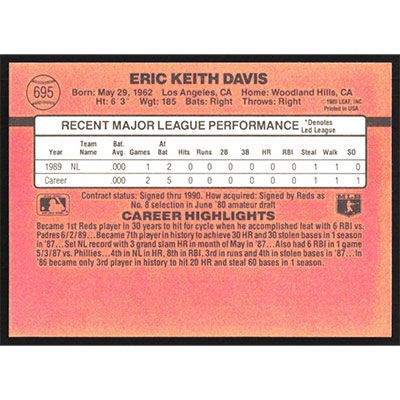 695
ERIC KEITH DAVIS
Born: May 29, 1962 Los Angeles, CA Home: Woodland Hills, CA
Ht: 6 3" Wgt: 185 Bats: Right Throws: Right
© 1989 LEAF, INC.
Printed in USA
RECENT MAJOR LEAGUE PERFORMANCE *Denotes Led League
Year Team Name Bat. Avg. Games At Bat Hits Runs 2B 3B HR RBI Steal Walk SO
1989 NL .000 1 2 0 0 0 0 0 0 1 1 0
Career .000 2 5 0 0 0 0 0 0 1 1 1
Contract status: Signed thru 1990. How acquired: Signed by Reds as
No. 8 selection in June '80 amateur draft
CAREER HIGHLIGHTS
Became 1st Reds player in 30 years to hit for cycle when he accomplished feat with 6 RBI vs.
Padres 6/2/89...Became 7th player in history to achieve 30 HR and 30 stolen bases in 1 season
in '87... Set NL record with 3 grand slam HR in month of May in '87...Also had 6 RBI in 1 game
5/3/87 vs. Phillies...4th in NL in HR, 8th in RBI, 3rd in runs and 4th in stolen bases in '87...In
'86 became only 3rd player in history to hit 20 HR and steal 60 bases in 1 season.